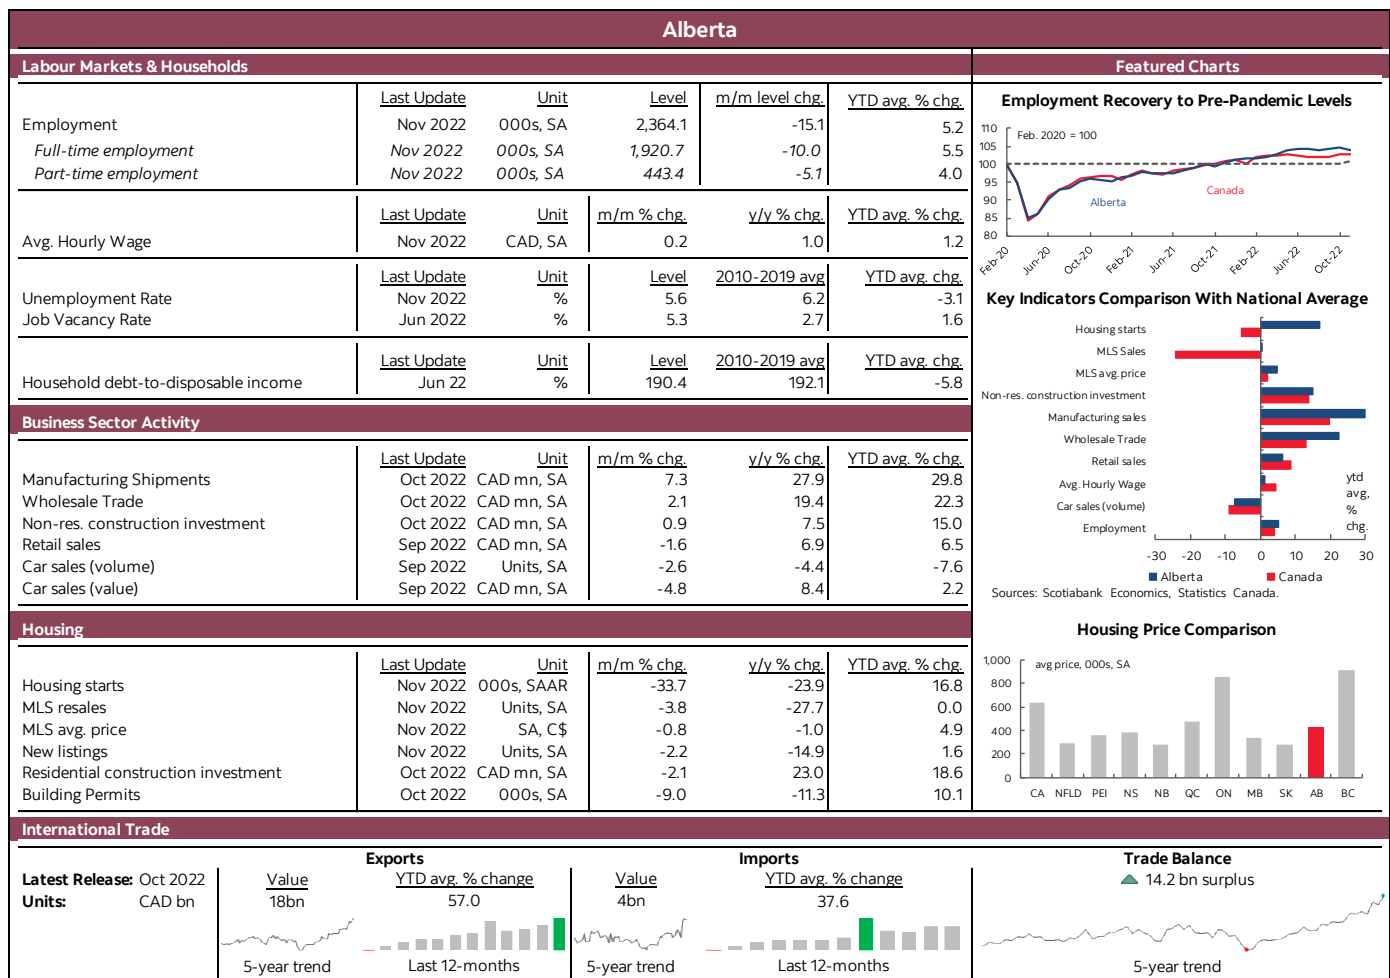 Alberta
Labour Markets & Households
Last Update Unit Level m/m level chg. YTD avg. % chg.
Employment Nov 2022 000s, SA 2,364.1 -15.1 5.2
Full-time employment Nov 2022 000s, SA 1,920.7 -10.0 5.5
Part-time employment Nov 2022 000s, SA 443.4 -5.1 4.0
Last Update Unit m/m % chg. y/y % chg. YTD avg. % chg.
Avg. Hourly Wage Nov 2022 CAD, SA 0.2 1.0 1.2
Last Update Unit Level 2010-2019 avg YTD avg. chg.
Unemployment Rate Nov 2022 % 5.6 6.2 -3.1
Job Vacancy Rate Jun 2022 % 5.3 2.7 1.6
Last Update Unit Level 2010-2019 avg YTD avg. chg.
Household debt-to-disposable income Jun 22 % 190.4 192.1 -5.8
Business Sector Activity
Last Update Unit m/m % chg. y/y % chg. YTD avg. % chg.
Manufacturing Shipments Oct 2022 CAD mn, SA 7.3 27.9 29.8
Wholesale Trade Oct 2022 CAD mn, SA 2.1 19.4 22.3
Non-res. construction investment Oct 2022 CAD mn, SA 0.9 7.5 15.0
Retail sales Sep 2022 CAD mn, SA -1.6 6.9 6.5
Car sales (volume) Sep 2022 Units, SA -2.6 -4.4 -7.6
Car sales (value) Sep 2022 CAD mn, SA -4.8 8.4 2.2
Housing
Last Update Unit m/m % chg. y/y % chg. YTD avg. % chg.
Housing starts Nov 2022 000s, SAAR -33.7 -23.9 16.8
MLS resales Nov 2022 Units, SA -3.8 -27.7 0.0
MLS avg. price Nov 2022 SA, C$ -0.8 -1.0 4.9
New listings Nov 2022 Units, SA -2.2 -14.9 1.6
Residential construction investment Oct 2022 CAD mn, SA -2.1 23.0 18.6
Building Permits Oct 2022 000s, SA -9.0 -11.3 10.1
Featured Charts
Employment Recovery to Pre-Pandemic Levels
110
105
100
95
90
85
80
Feb. 2020 = 100
Alberta
Canada
Feb-20 Jun-20 Oct-20 Feb-21 Jun-21 Oct-21 Feb-22 Jun-22 Oct-22
Key Indicators Comparison With National Average
Housing starts
MLS Sales
MLS avg. price
Non-res. construction investment
Manufacturing sales
Wholesale Trade
Retail sales
Avg. Hourly Wage
Car sales (volume)
Employment
ytd
avg,
%
chg.
-30 -20 -10 0 10 20 30
Alberta Canada
Sources: Scotiabank Economics, Statistics Canada.
Housing Price Comparison
1,000
800
600
400
200
0
avg price, 000s, SA
CA NFLD PEI NS NB QC ON MB SK AB BC
International Trade
Latest Release: Oct 2022
Units: CAD bn
Exports
Value YTD avg. % change
18bn 57.0
5-year trend Last 12-months
Imports
Value YTD avg. % change
4bn 37.6
5-year trend Last 12-months
Trade Balance
14.2 bn surplus
5-year trend